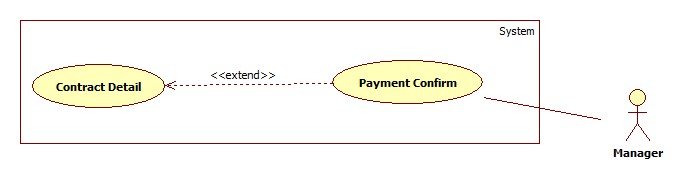 System
<<extend>>
Contract Detail
Payment Confirm
Manager